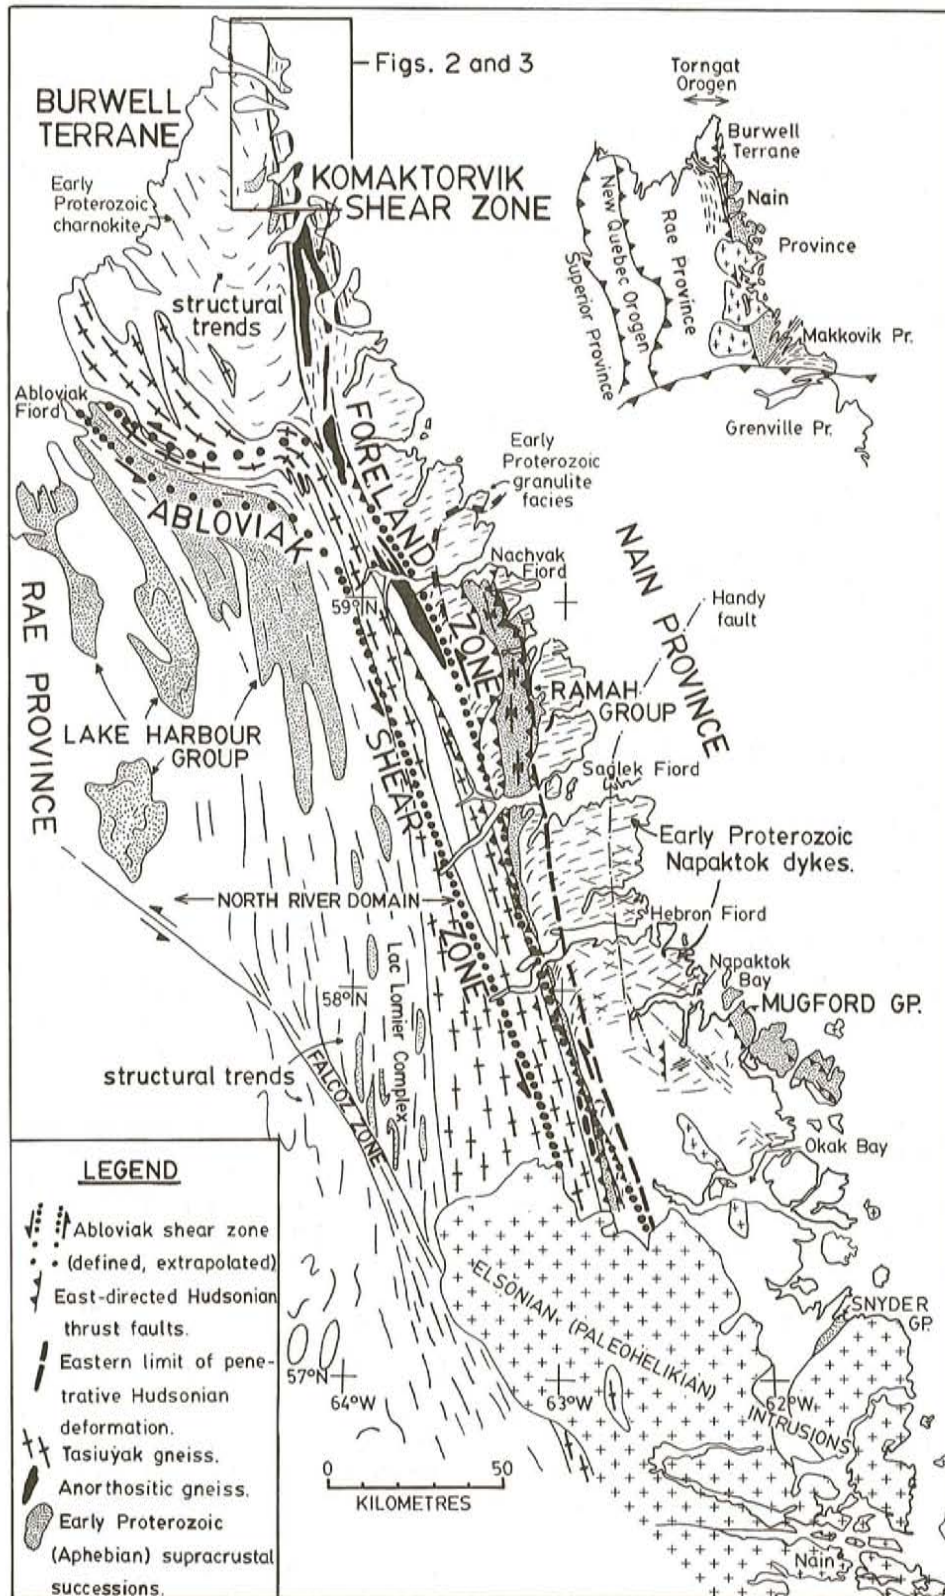 Figs. 2 and 3
BURWELL
TERRANE
Early
Proterozoic
charnokite
KOMAKTORVIK
SHEAR ZONE
structural
trends
Torngat
Orogen
Burwell
Terrane
Nain
Province
New Quebec Orogen
Rae Province
Superior Province
Makkovik Pr.
Grenville Pr.
Abloviak
Fiord
ABLOVIAK
SHEAR
ZONE
FORELAND
ZONE
Early
Proterozoic
granulite
facies
Nachvak
Fiord
NAIN PROVINCE
Handy
fault
59°N
RAE PROVINCE
RAMAH
GROUP
LAKE HARBOUR
GROUP
Saglek Fiord
Early Proterozoic
Napaktok dykes.
NORTH RIVER DOMAIN
Hebron Fiord
Lac Lomier Complex
Napaktok
Bay
58°N
MUGFORD GP.
structural trends
FALCOZ ZONE
Okak Bay
ELSONIAN (PALEOHELIKIAN)
INTRUSIONS
SNYDER
GP.
57°N
64°W
63°W
62°W
0 50
KILOMETRES
Nain
LEGEND
Abloviak shear zone
(defined, extrapolated)
East-directed Hudsonian
thrust faults.
Eastern limit of pene-
trative Hudsonian
deformation.
Tasiuyak gneiss.
Anorthositic gneiss.
Early Proterozoic
(Aphebian) supracrustal
successions.